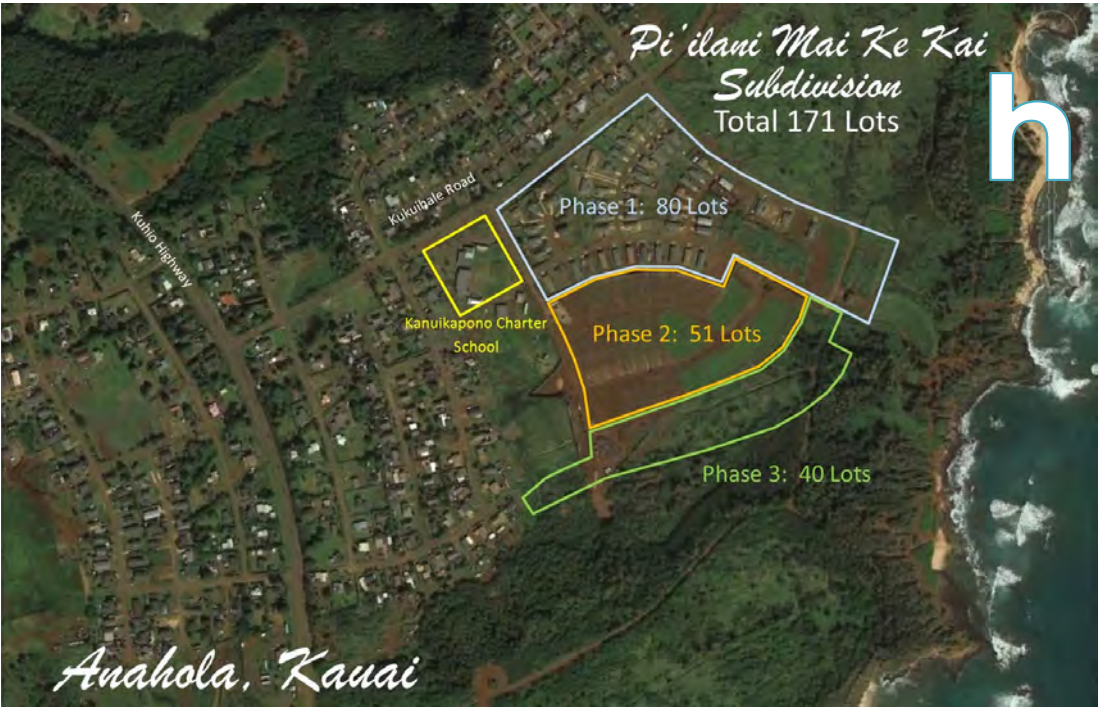 Pi'ilani Mai Ke Kai
Subdivision
Total 171 Lots
h
Phase 1: 80 Lots
Kukuihale Road
Kuhio Highway
Kanuikapono Charter
School
Phase 2: 51 Lots
Phase 3: 40 Lots
Anahola, Kauai